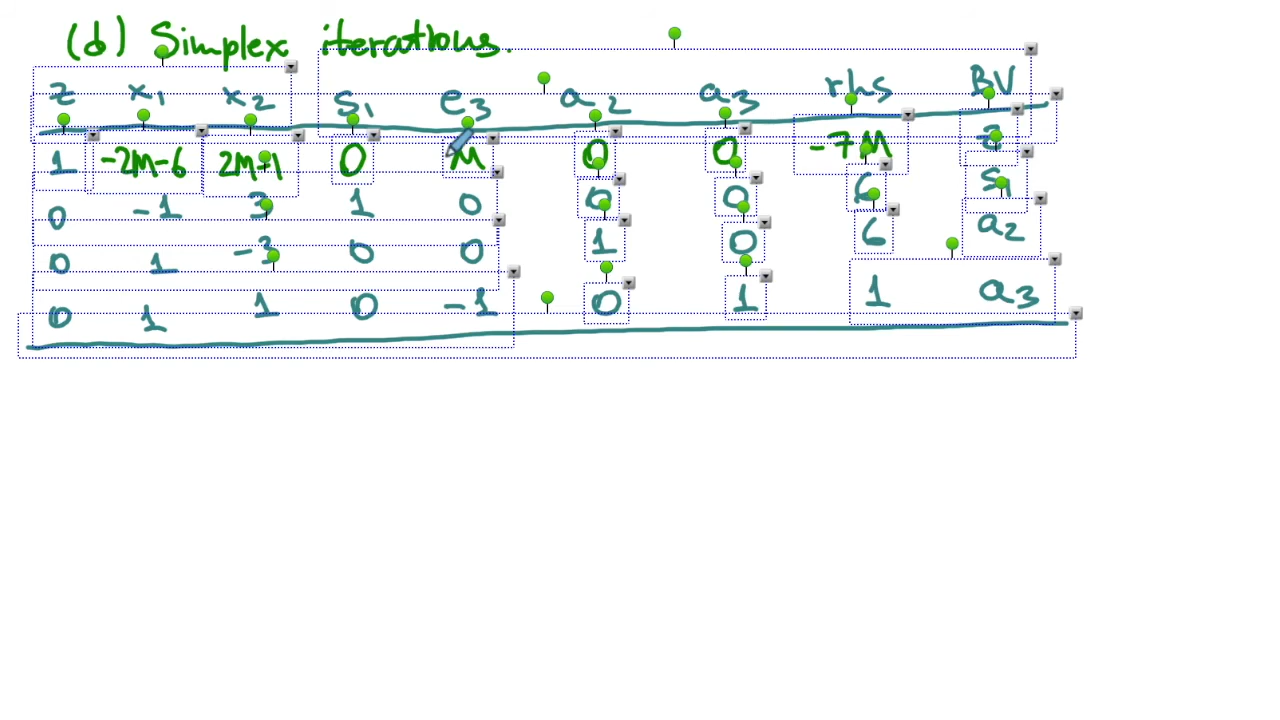 (d) Simplex iterations.
z x₁ x₂ s₁ e₃ a₂ a₃ rhs BV
1 -2M-6 2M+1 0 M 0 0 -7M z
0 -1 3 1 0 0 0 6 s₁
0 1 -3 0 0 1 0 6 a₂
0 1 1 0 -1 0 1 1 a₃